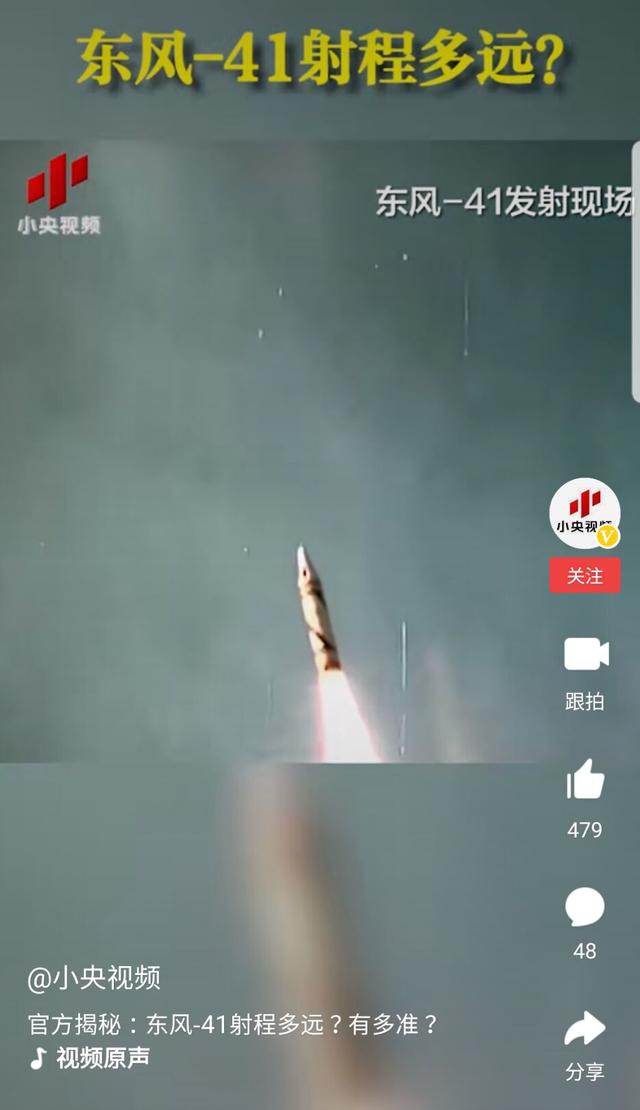 东风-41射程多远?
小央视频
东风-41发射现场
小央视频
V
关注
跟拍
479
48
分享
@小央视频
官方揭秘：东风-41射程多远？有多准？
视频原声